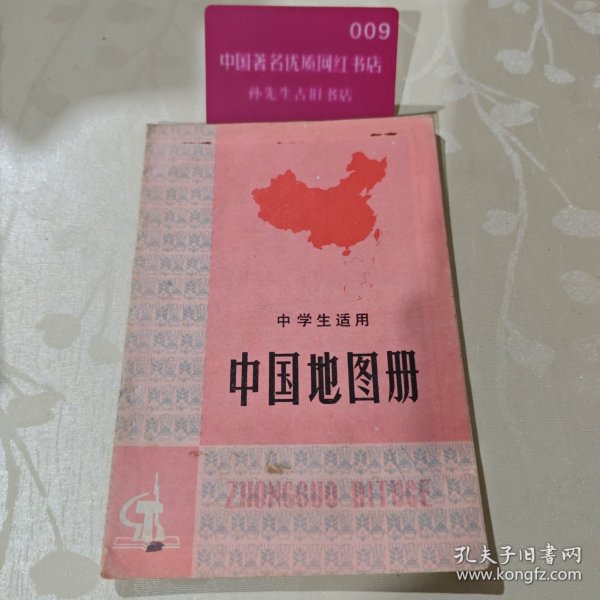 009
中国著名优质网红书店
孙先生古旧书店
中学生适用
中国地图册
ZHONGGUO DITUCE
孔夫子旧书网
www.kongfz.com